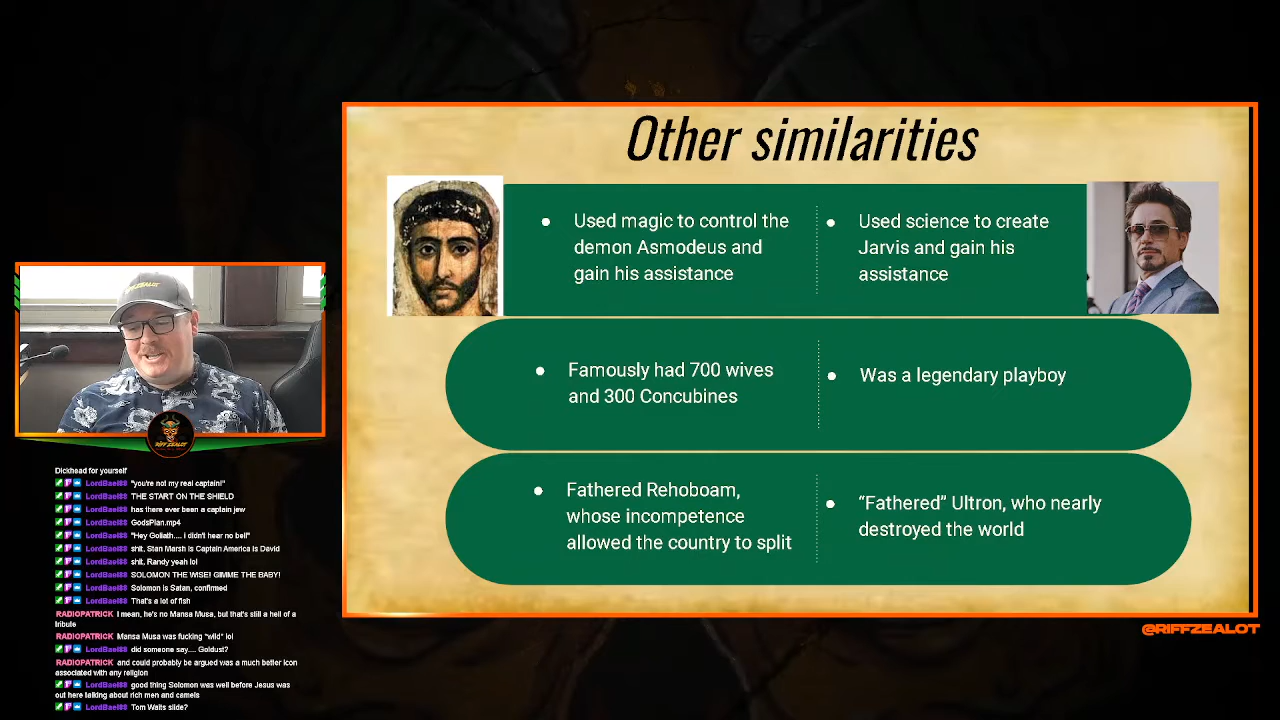 Other similarities
Used magic to control the
demon Asmodeus and
gain his assistance
Used science to create
Jarvis and gain his
assistance
Famously had 700 wives
and 300 Concubines
Was a legendary playboy
Fathered Rehoboam,
whose incompetence
allowed the country to split
“Fathered” Ultron, who nearly
destroyed the world
@RIFFZEALOT
RIFF ZEALOT
Dickhead for yourself
LordBael88 "you're not my real captain!"
LordBael88 THE START ON THE SHIELD
LordBael88 has there ever been a captain jew
LordBael88 GodsPlan.mp4
LordBael88 "Hey Goliath.... i didn't hear no bell"
LordBael88 shit. Stan Marsh is Captain America is David
LordBael88 shit. Randy yeah lol
LordBael88 SOLOMON THE WISE! GIMME THE BABY!
LordBael88 Solomon is Satan, confirmed
LordBael88 That's a lot of fish
RADIOPATRICK I mean, he's no Mansa Musa, but that's still a hell of a
tribute
RADIOPATRICK Mansa Musa was fucking *wild* lol
LordBael88 did someone say.... Goldust?
RADIOPATRICK and could probably be argued was a much better icon
associated with any religion
LordBael88 good thing Solomon was well before Jesus was
out here talking about rich men and camels
LordBael88 Tom Waits slide?